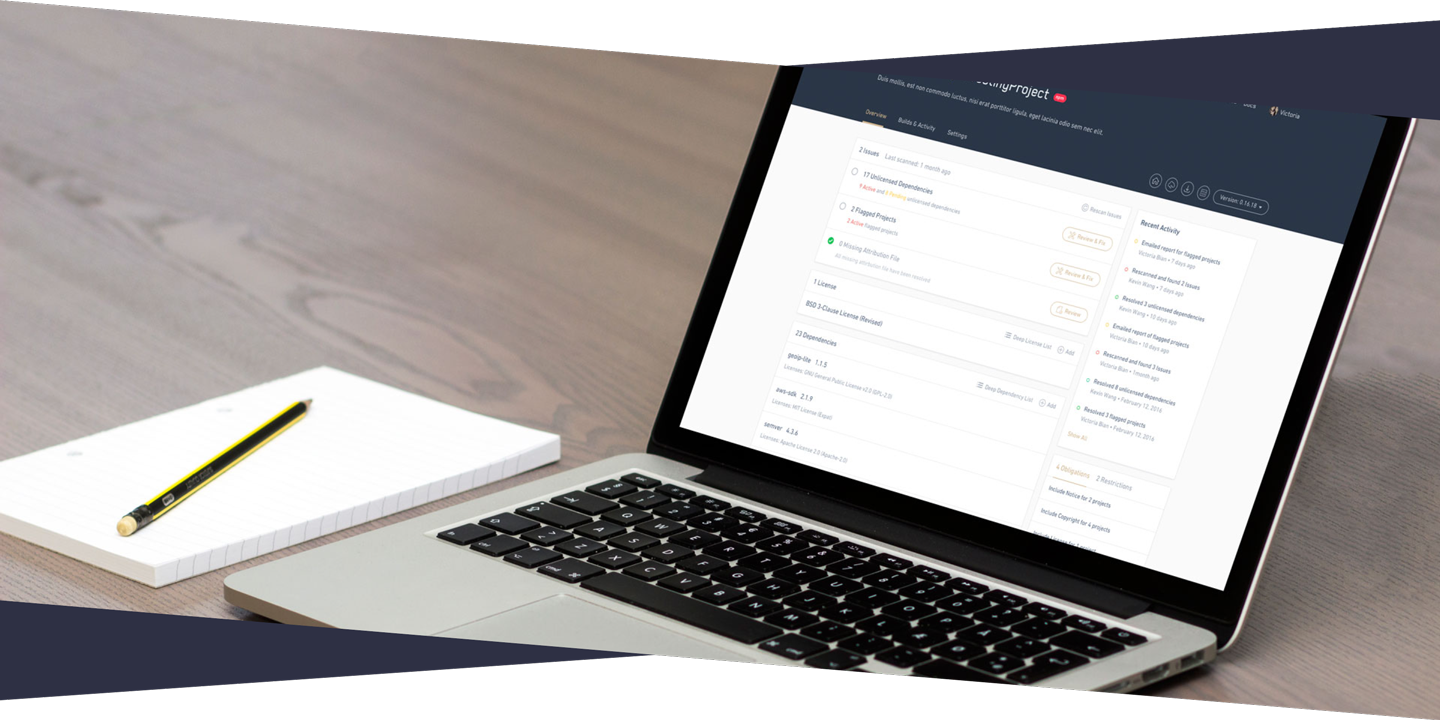 estingProject
Duis mollis, est non commodo luctus, nisi erat porttitor ligula, eget lacinia odio sem nec elit.
Docs
Victoria
Overview Builds & Activity Settings
Version: 0.16.18
2 Issues Last scanned: 1 month ago
Rescan Issues
17 Unlicensed Dependencies
Active and 8 Pending unlicensed dependencies
Review & Fix
2 Flagged Projects
2 Active flagged projects
Review & Fix
0 Missing Attribution File
All missing attribution file have been resolved
Review
1 License
Deep License List Add
BSD 3-Clause License (Revised)
23 Dependencies
Deep Dependency List Add
geoip-lite 1.1.5
Licenses: GNU General Public License v2.0 (GPL-2.0)
aws-sdk 2.1.9
Licenses: MIT License (Expat)
semver 4.3.6
Licenses: Apache License 2.0 (Apache-2.0)
Recent Activity
Emailed report for flagged projects
Victoria Bian • 7 days ago
Rescanned and found 2 issues
Kevin Wang • 7 days ago
Resolved 3 unlicensed dependencies
Kevin Wang • 10 days ago
Emailed report of flagged projects
Victoria Bian • 10 days ago
Rescanned and found 3 issues
Victoria Bian • 1 month ago
Resolved 8 unlicensed dependencies
Kevin Wang • February 12, 2016
Resolved 3 flagged projects
Victoria Bian • February 12, 2016
Show All
4 Obligations 2 Restrictions
Include Notice for 2 projects
Include Copyright for 4 projects